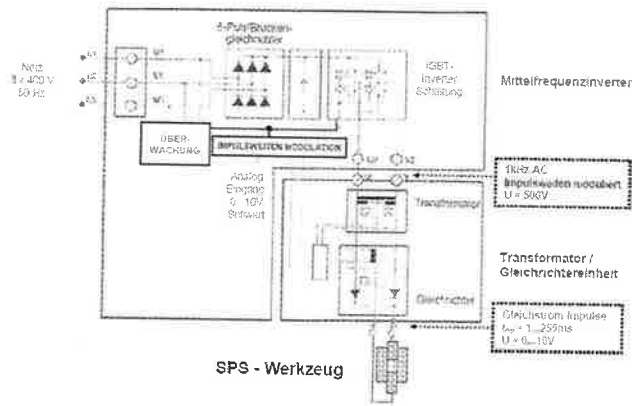 6-Puls Brücken-
gleichrichter
Netz
3 x 400 V
50 Hz
IGBT-
Inverter
Schaltung
Mittelfrequenzinverter
ÜBER-
WACHUNG
IMPULSWEITEN MODULATION
Analog
Eingang
0...10V
Sollwert
1kHz AC
Impulsweiten moduliert
U = 500V
Transformator
Transformator /
Gleichrichtereinheit
Gleichrichter
Gleichstrom Impulse
U = 0...10V
SPS - Werkzeug